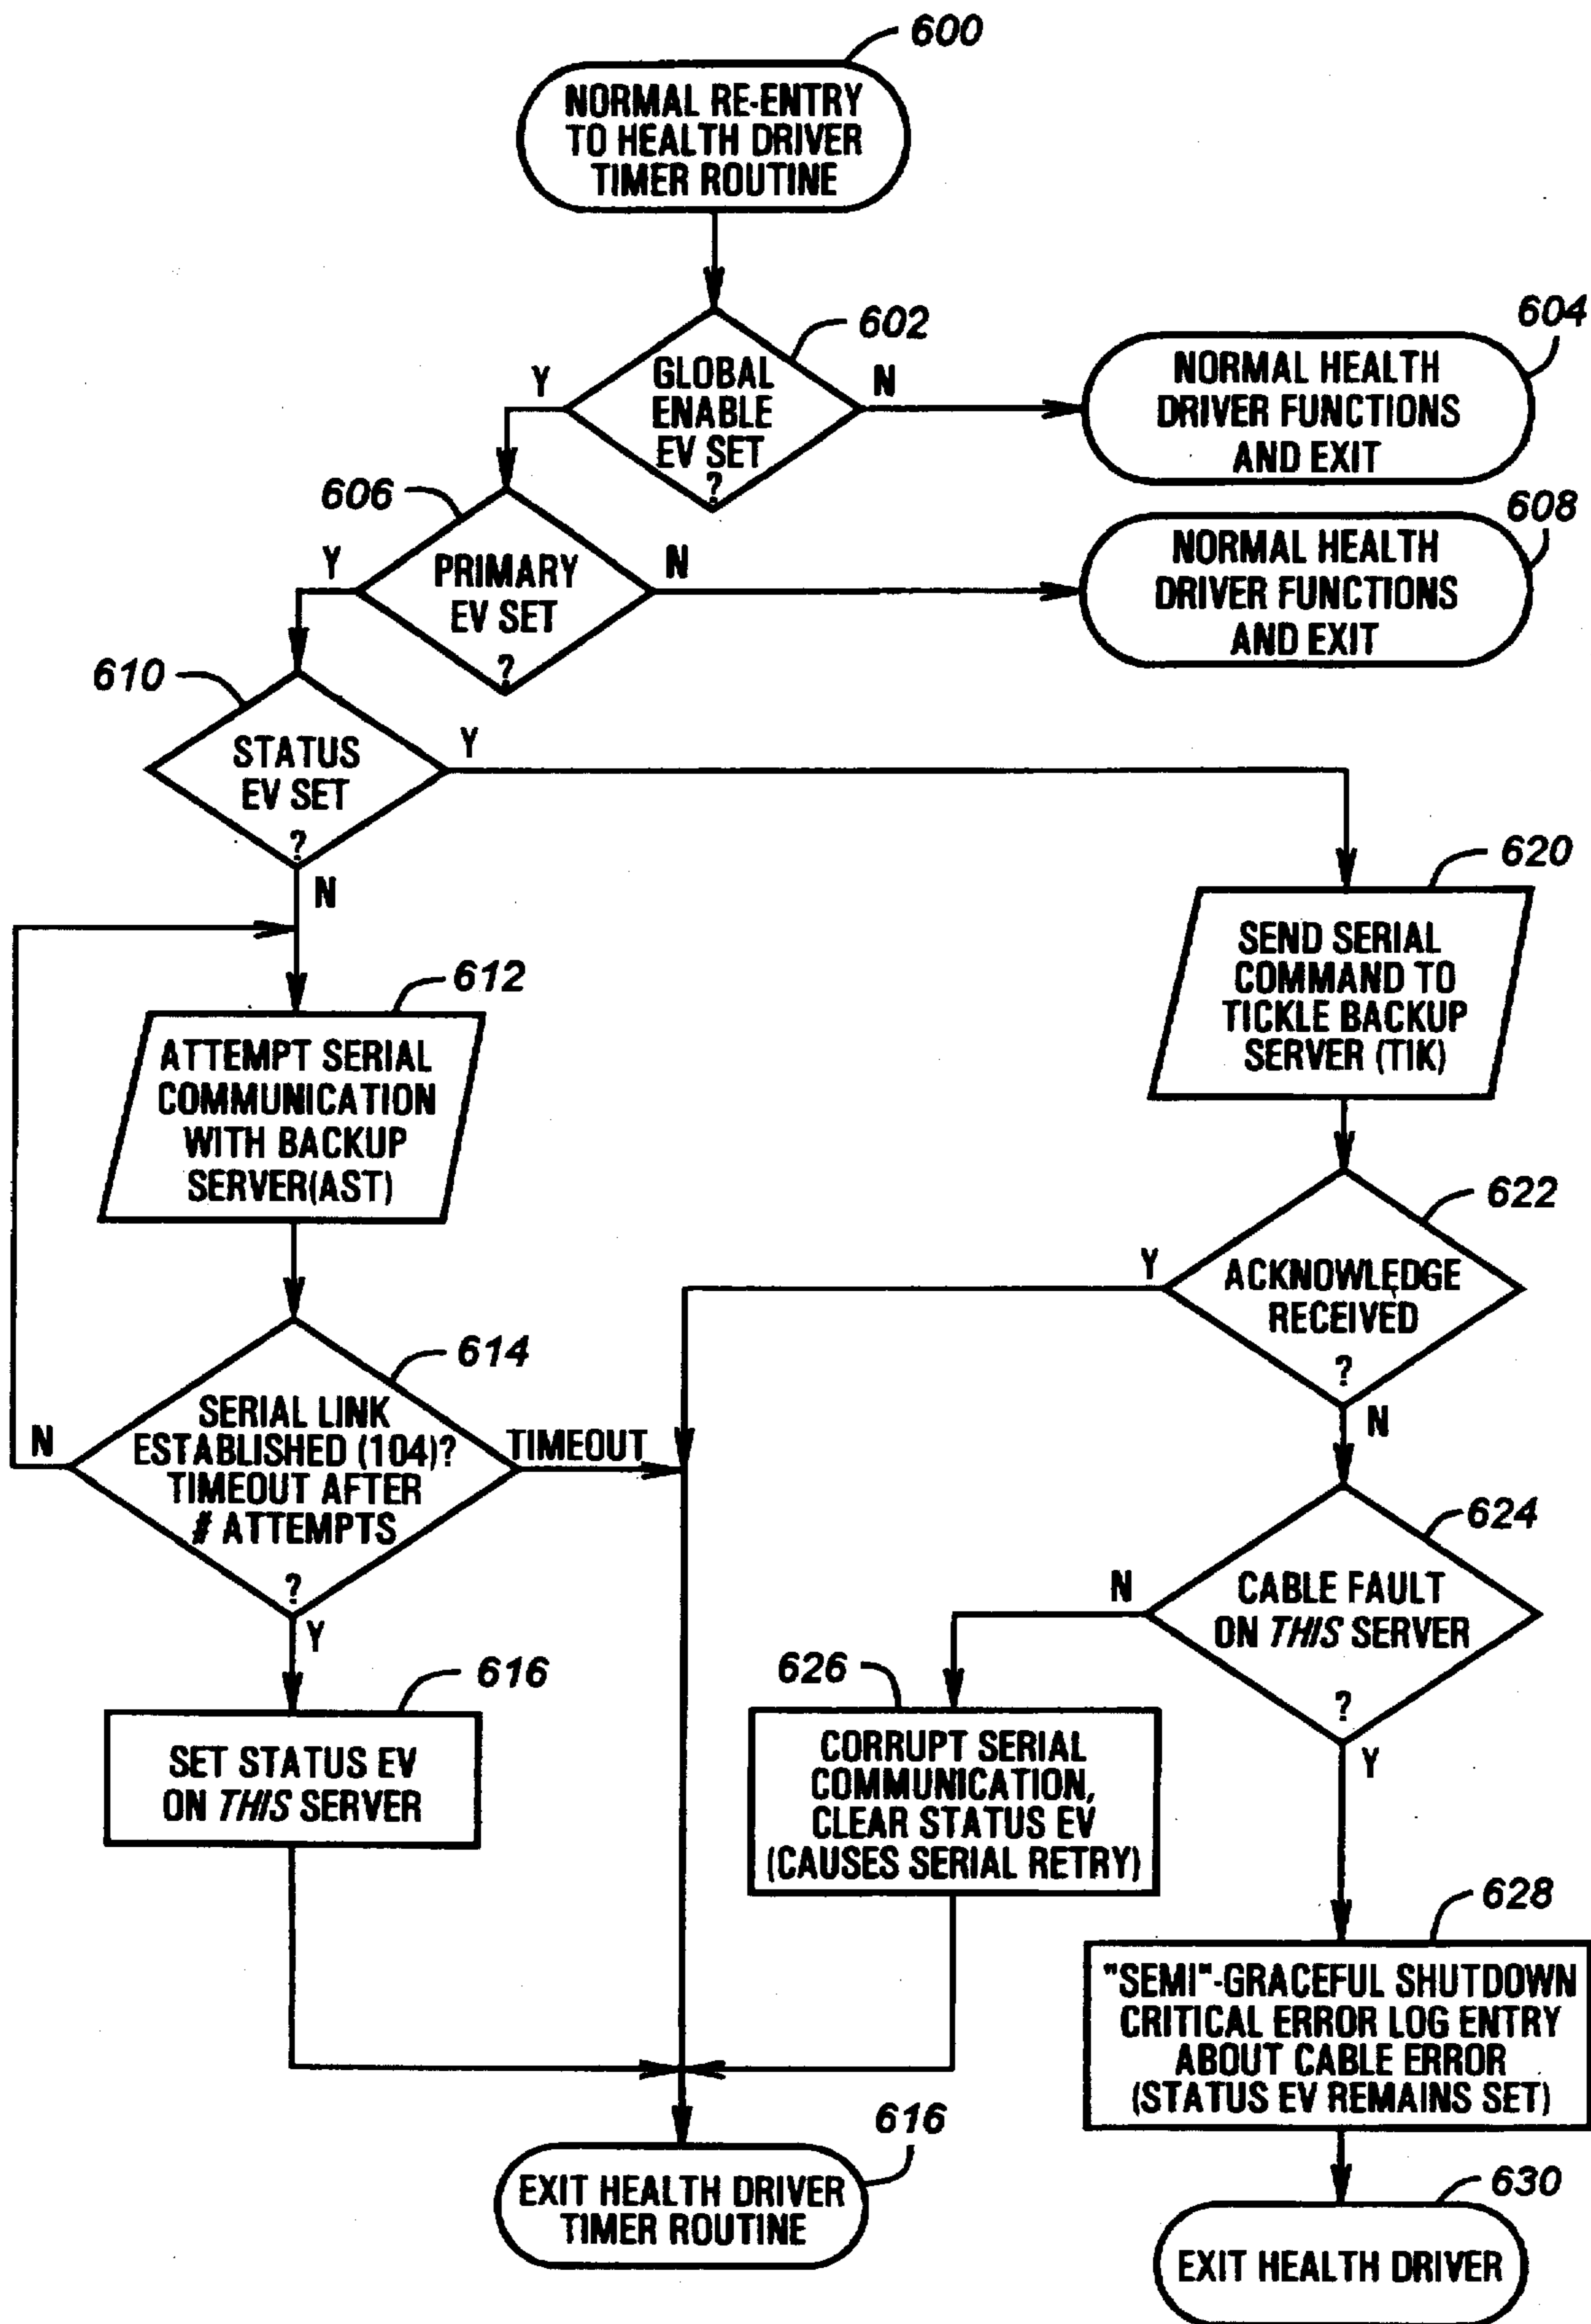 600
NORMAL RE-ENTRY
TO HEALTH DRIVER
TIMER ROUTINE
602
GLOBAL
ENABLE
EV SET
?
Y
N
604
NORMAL HEALTH
DRIVER FUNCTIONS
AND EXIT
606
PRIMARY
EV SET
?
Y
N
608
NORMAL HEALTH
DRIVER FUNCTIONS
AND EXIT
610
STATUS
EV SET
?
Y
N
612
ATTEMPT SERIAL
COMMUNICATION
WITH BACKUP
SERVER(AST)
614
SERIAL LINK
ESTABLISHED (104)?
TIMEOUT AFTER
# ATTEMPTS
?
N
TIMEOUT
Y
616
SET STATUS EV
ON THIS SERVER
620
SEND SERIAL
COMMAND TO
TICKLE BACKUP
SERVER (TIK)
622
ACKNOWLEDGE
RECEIVED
?
Y
N
624
CABLE FAULT
ON THIS SERVER
?
N
Y
626
CORRUPT SERIAL
COMMUNICATION,
CLEAR STATUS EV
(CAUSES SERIAL RETRY)
628
"SEMI"-GRACEFUL SHUTDOWN
CRITICAL ERROR LOG ENTRY
ABOUT CABLE ERROR
(STATUS EV REMAINS SET)
616
EXIT HEALTH DRIVER
TIMER ROUTINE
630
EXIT HEALTH DRIVER